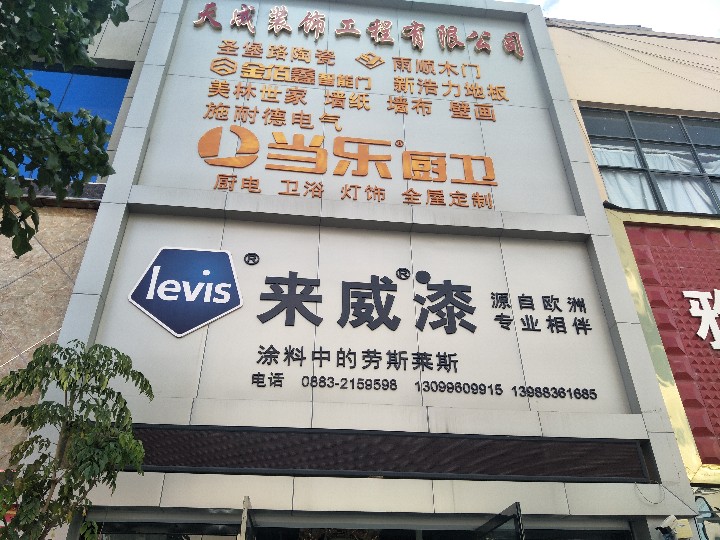 天成装饰工程有限公司
圣堡路陶瓷 雨顺木门
金佰鑫智能门 新浩力地板
美林世家 墙纸 墙布 壁画
施耐德电气
当乐®厨卫
厨电 卫浴 灯饰 全屋定制
levis® 来威®漆 源自欧洲
专业相伴
涂料中的劳斯莱斯
电话 0883-2159598 13099609915 13988361685